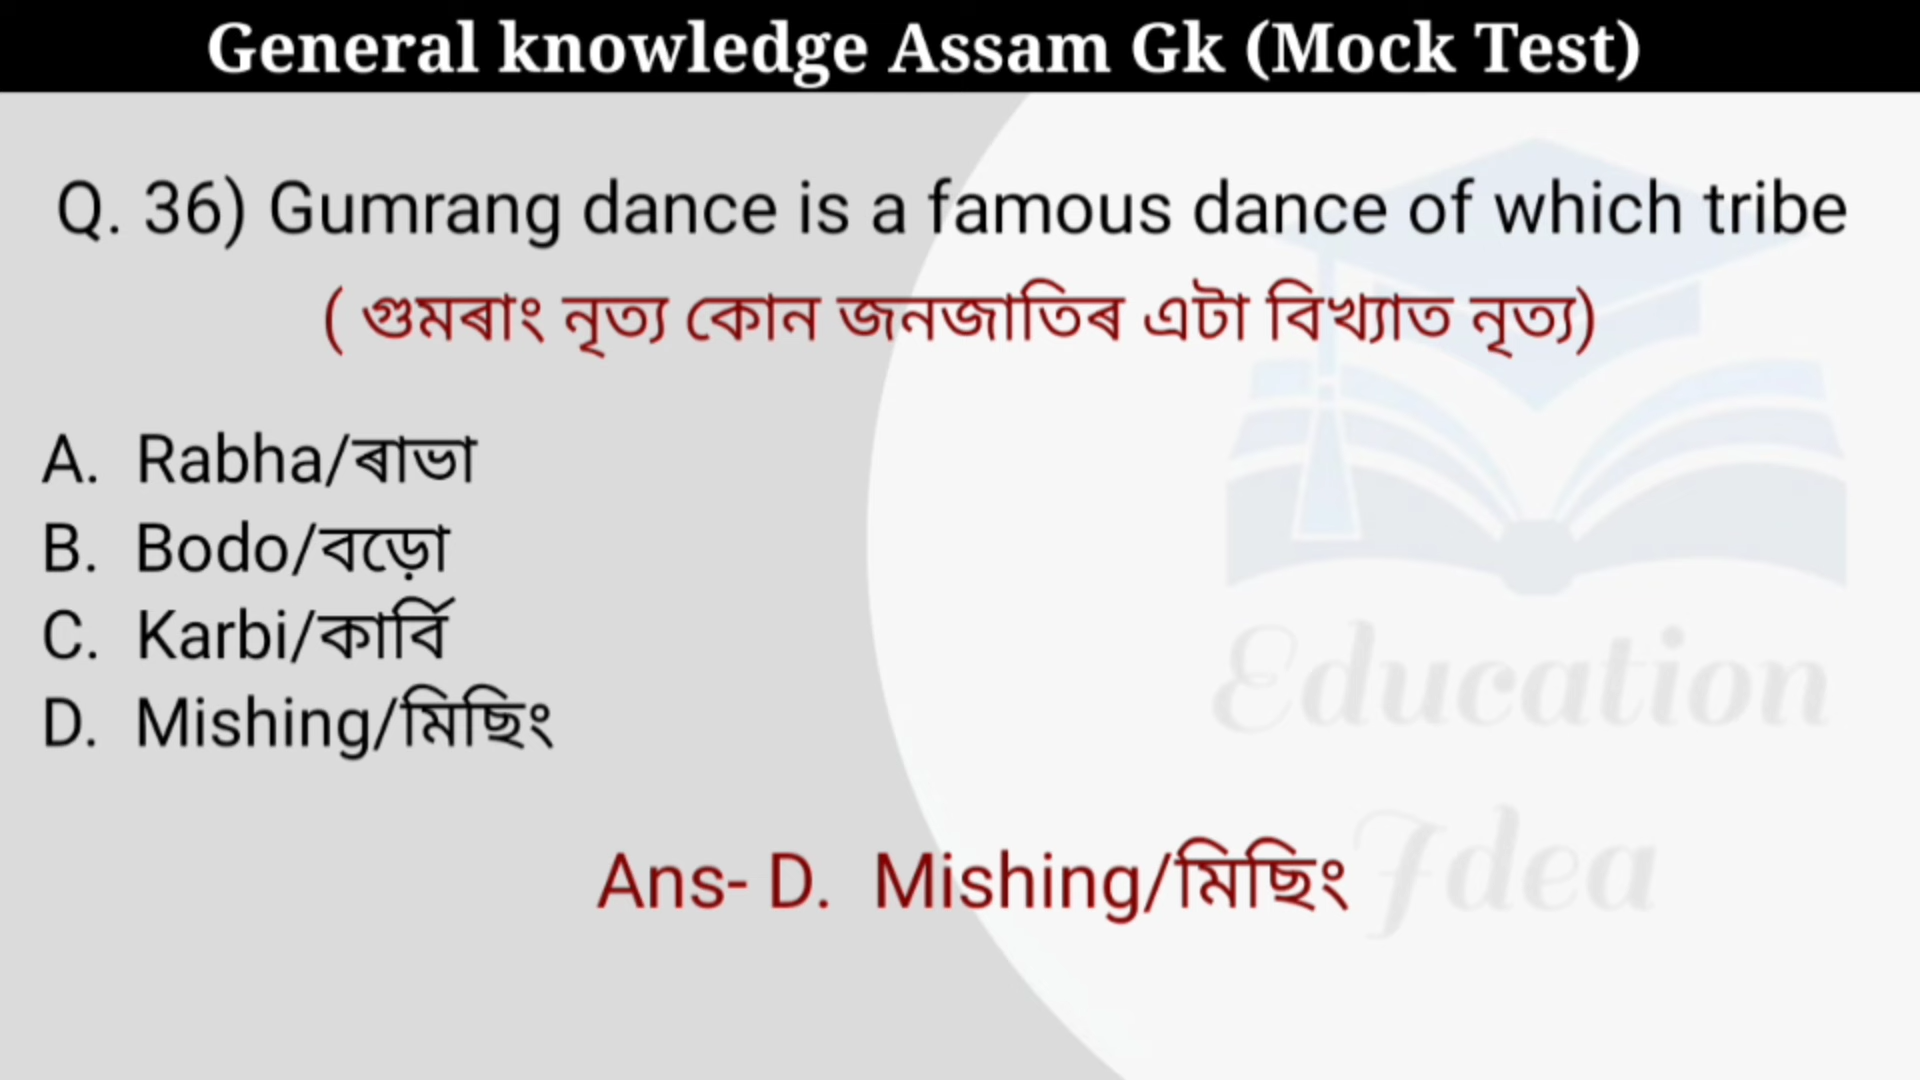 General knowledge Assam Gk (Mock Test)
Q. 36) Gumrang dance is a famous dance of which tribe
( গুমৰাং নৃত্য কোন জনজাতিৰ এটা বিখ্যাত নৃত্য)
A. Rabha/ৰাভা
B. Bodo/বড়ো
C. Karbi/কাৰ্বি
D. Mishing/মিছিং
Education
Ans- D. Mishing/মিছিং
Idea